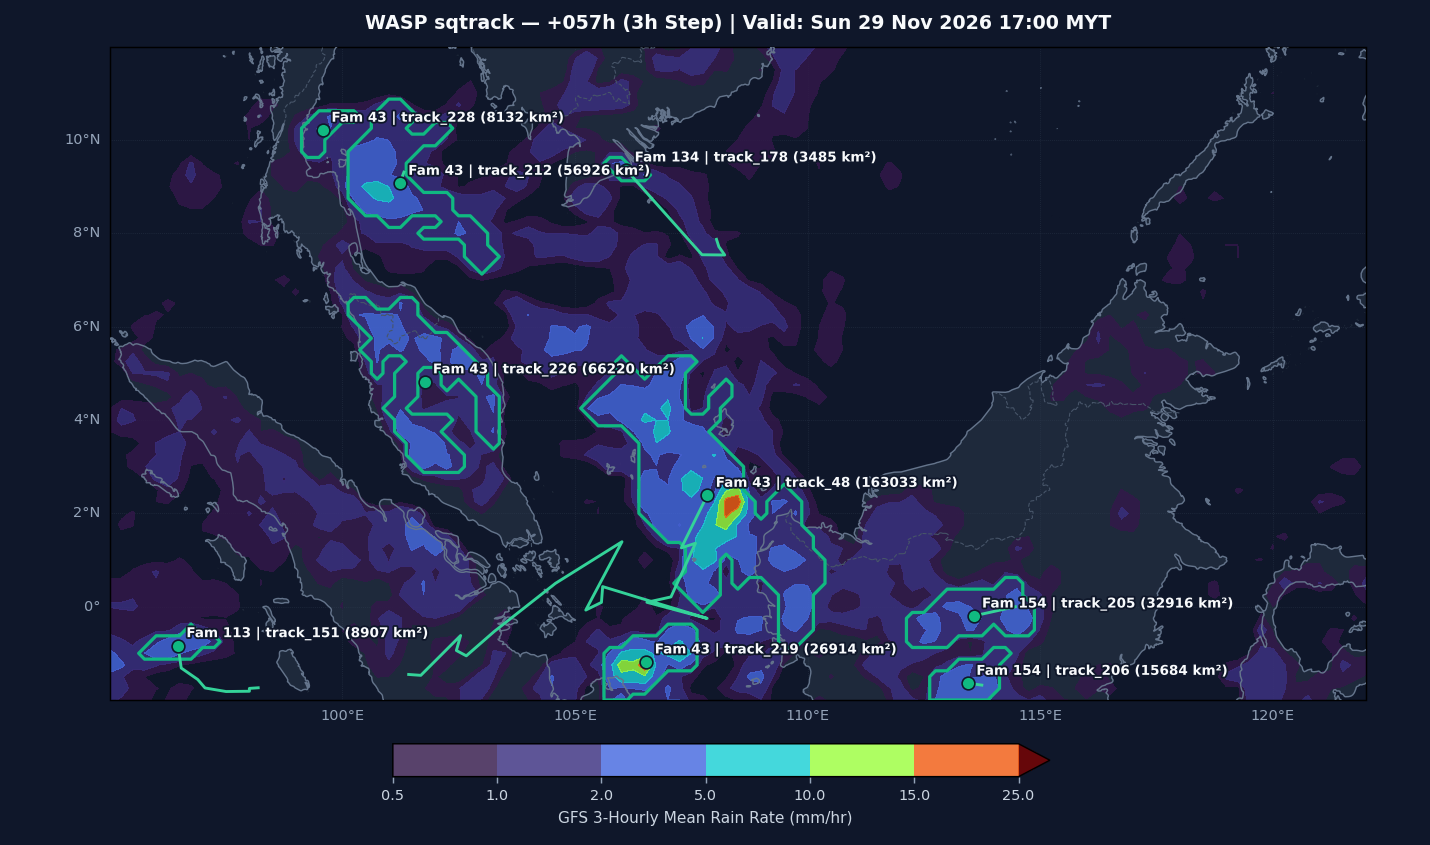 WASP sqtrack — +057h (3h Step) | Valid: Sun 29 Nov 2026 17:00 MYT
Fam 43 | track_228 (8132 km²)
10°N
Fam 134 | track_178 (3485 km²)
Fam 43 | track_212 (56926 km²)
8°N
6°N
Fam 43 | track_226 (66220 km²)
4°N
Fam 43 | track_48 (163033 km²)
2°N
0°
Fam 154 | track_205 (32916 km²)
Fam 113 | track_151 (8907 km²)
Fam 43 | track_219 (26914 km²)
Fam 154 | track_206 (15684 km²)
100°E 105°E 110°E 115°E 120°E
0.5 1.0 2.0 5.0 10.0 15.0 25.0
GFS 3-Hourly Mean Rain Rate (mm/hr)